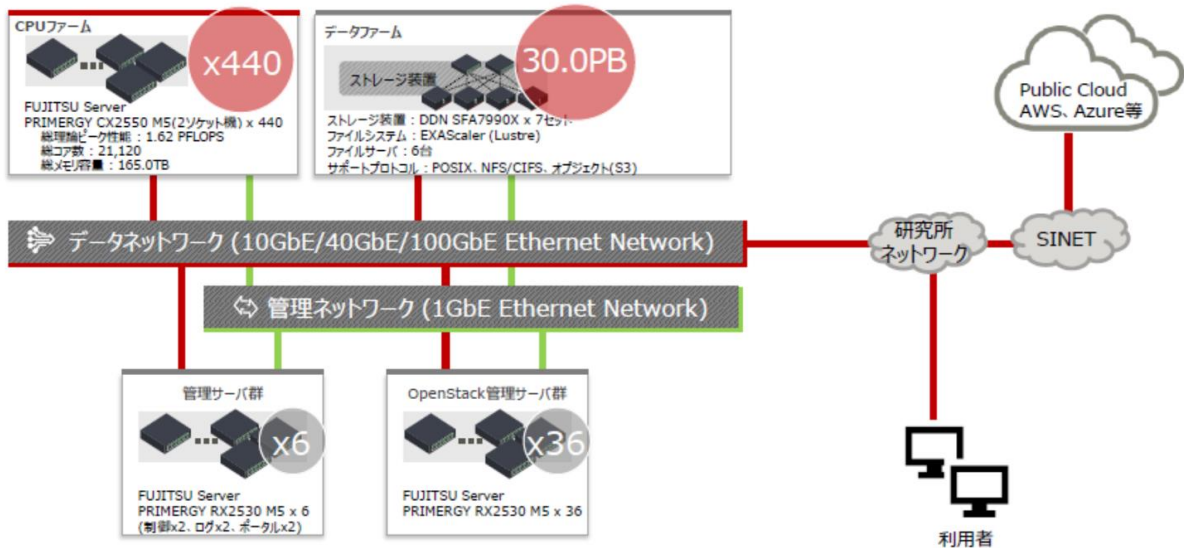 CPUファーム
x440
FUJITSU Server
PRIMERGY CX2550 M5(2ソケット機) x 440
総理論ピーク性能 : 1.62 PFLOPS
総コア数 : 21,120
総メモリ容量 : 165.0TB
データファーム
30.0PB
ストレージ装置
ストレージ装置 : DDN SFA7990X x 7セット
ファイルシステム : EXAScaler (Lustre)
ファイルサーバ : 6台
サポートプロトコル : POSIX、NFS/CIFS、オブジェクト(S3)
Public Cloud
AWS、Azure等
データネットワーク (10GbE/40GbE/100GbE Ethernet Network)
研究所
ネットワーク
SINET
管理ネットワーク (1GbE Ethernet Network)
管理サーバ群
x6
FUJITSU Server
PRIMERGY RX2530 M5 x 6
(制御x2、ログx2、ポータルx2)
OpenStack管理サーバ群
x36
FUJITSU Server
PRIMERGY RX2530 M5 x 36
利用者